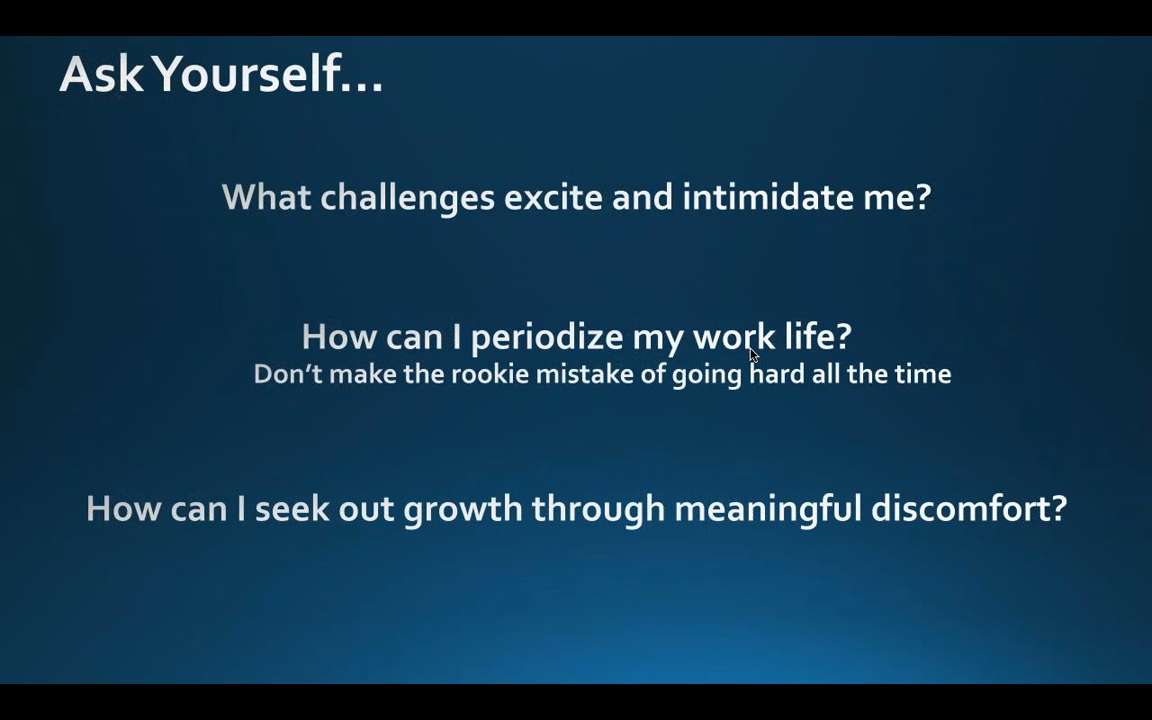 Ask Yourself...
What challenges excite and intimidate me?
How can I periodize my work life?
Don’t make the rookie mistake of going hard all the time
How can I seek out growth through meaningful discomfort?